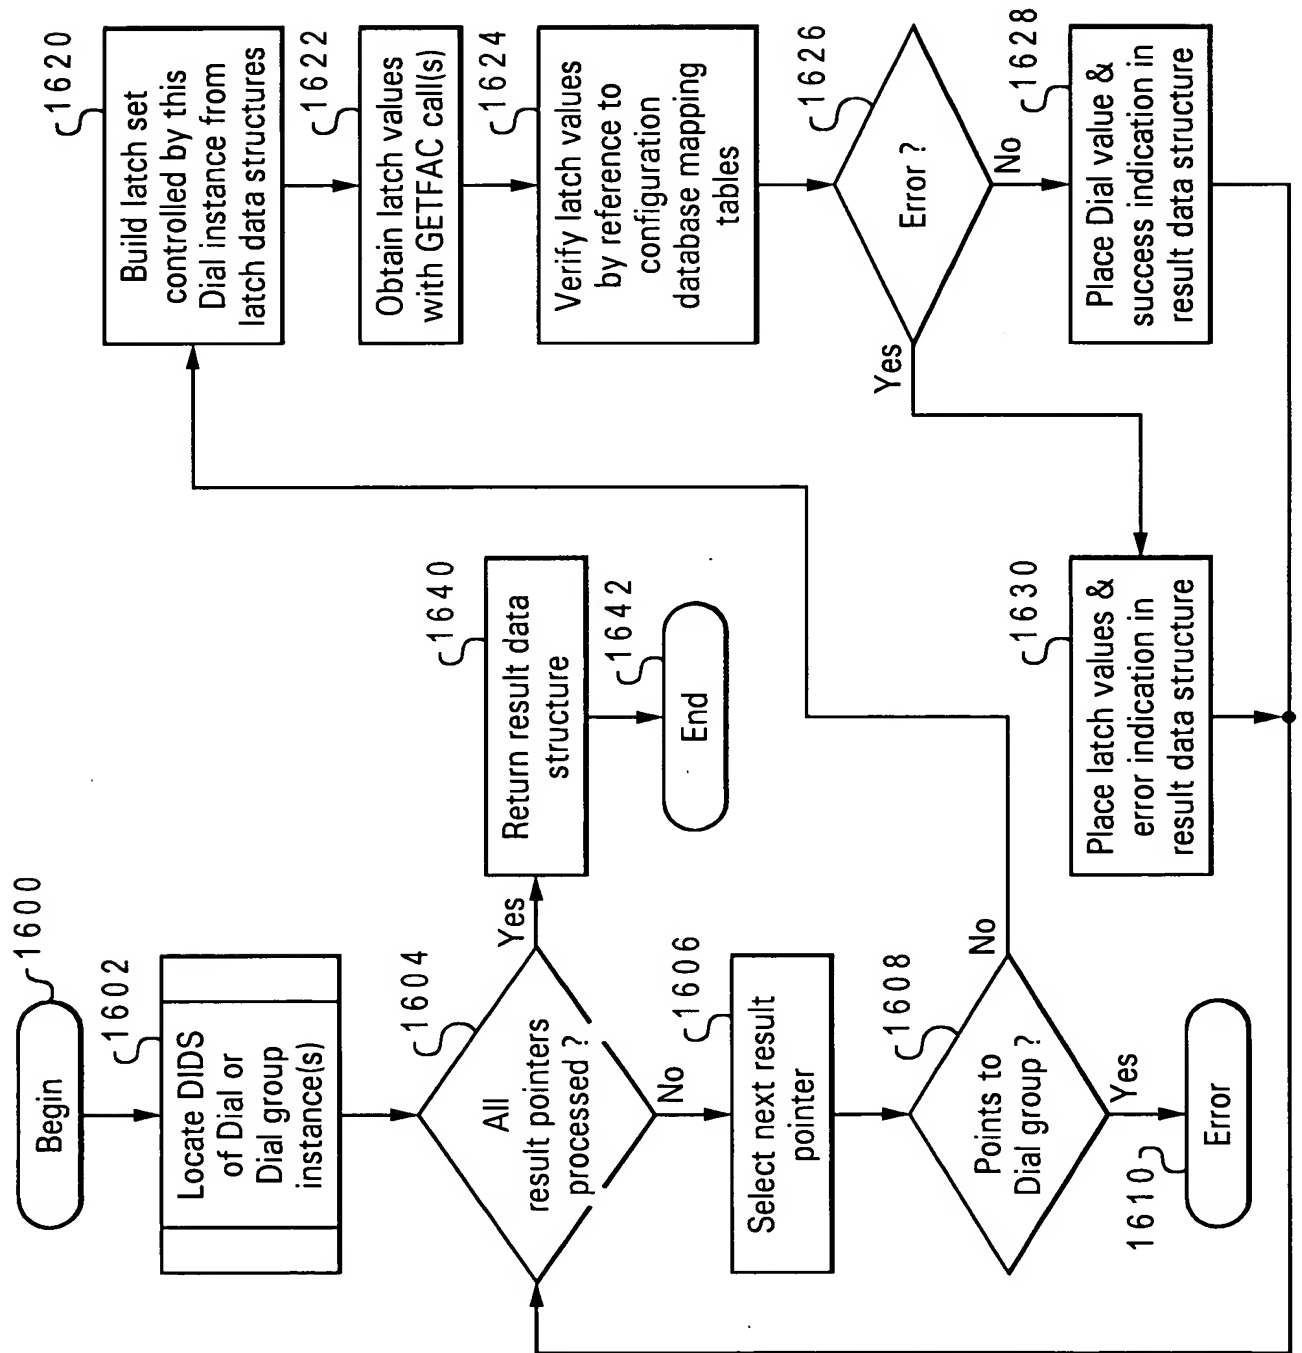 1600
Begin
1602
Locate DIDS
of Dial or
Dial group
instance(s)
1604
All
result pointers
processed ?
Yes
No
1606
Select next result
pointer
1608
Points to
Dial group ?
No
Yes
1610
Error
1640
Return result data
structure
1642
End
1620
Build latch set
controlled by this
Dial instance from
latch data structures
1622
Obtain latch values
with GETFAC call(s)
1624
Verify latch values
by reference to
configuration
database mapping
tables
1626
Error ?
Yes
No
1628
Place Dial value &
success indication in
result data structure
1630
Place latch values &
error indication in
result data structure